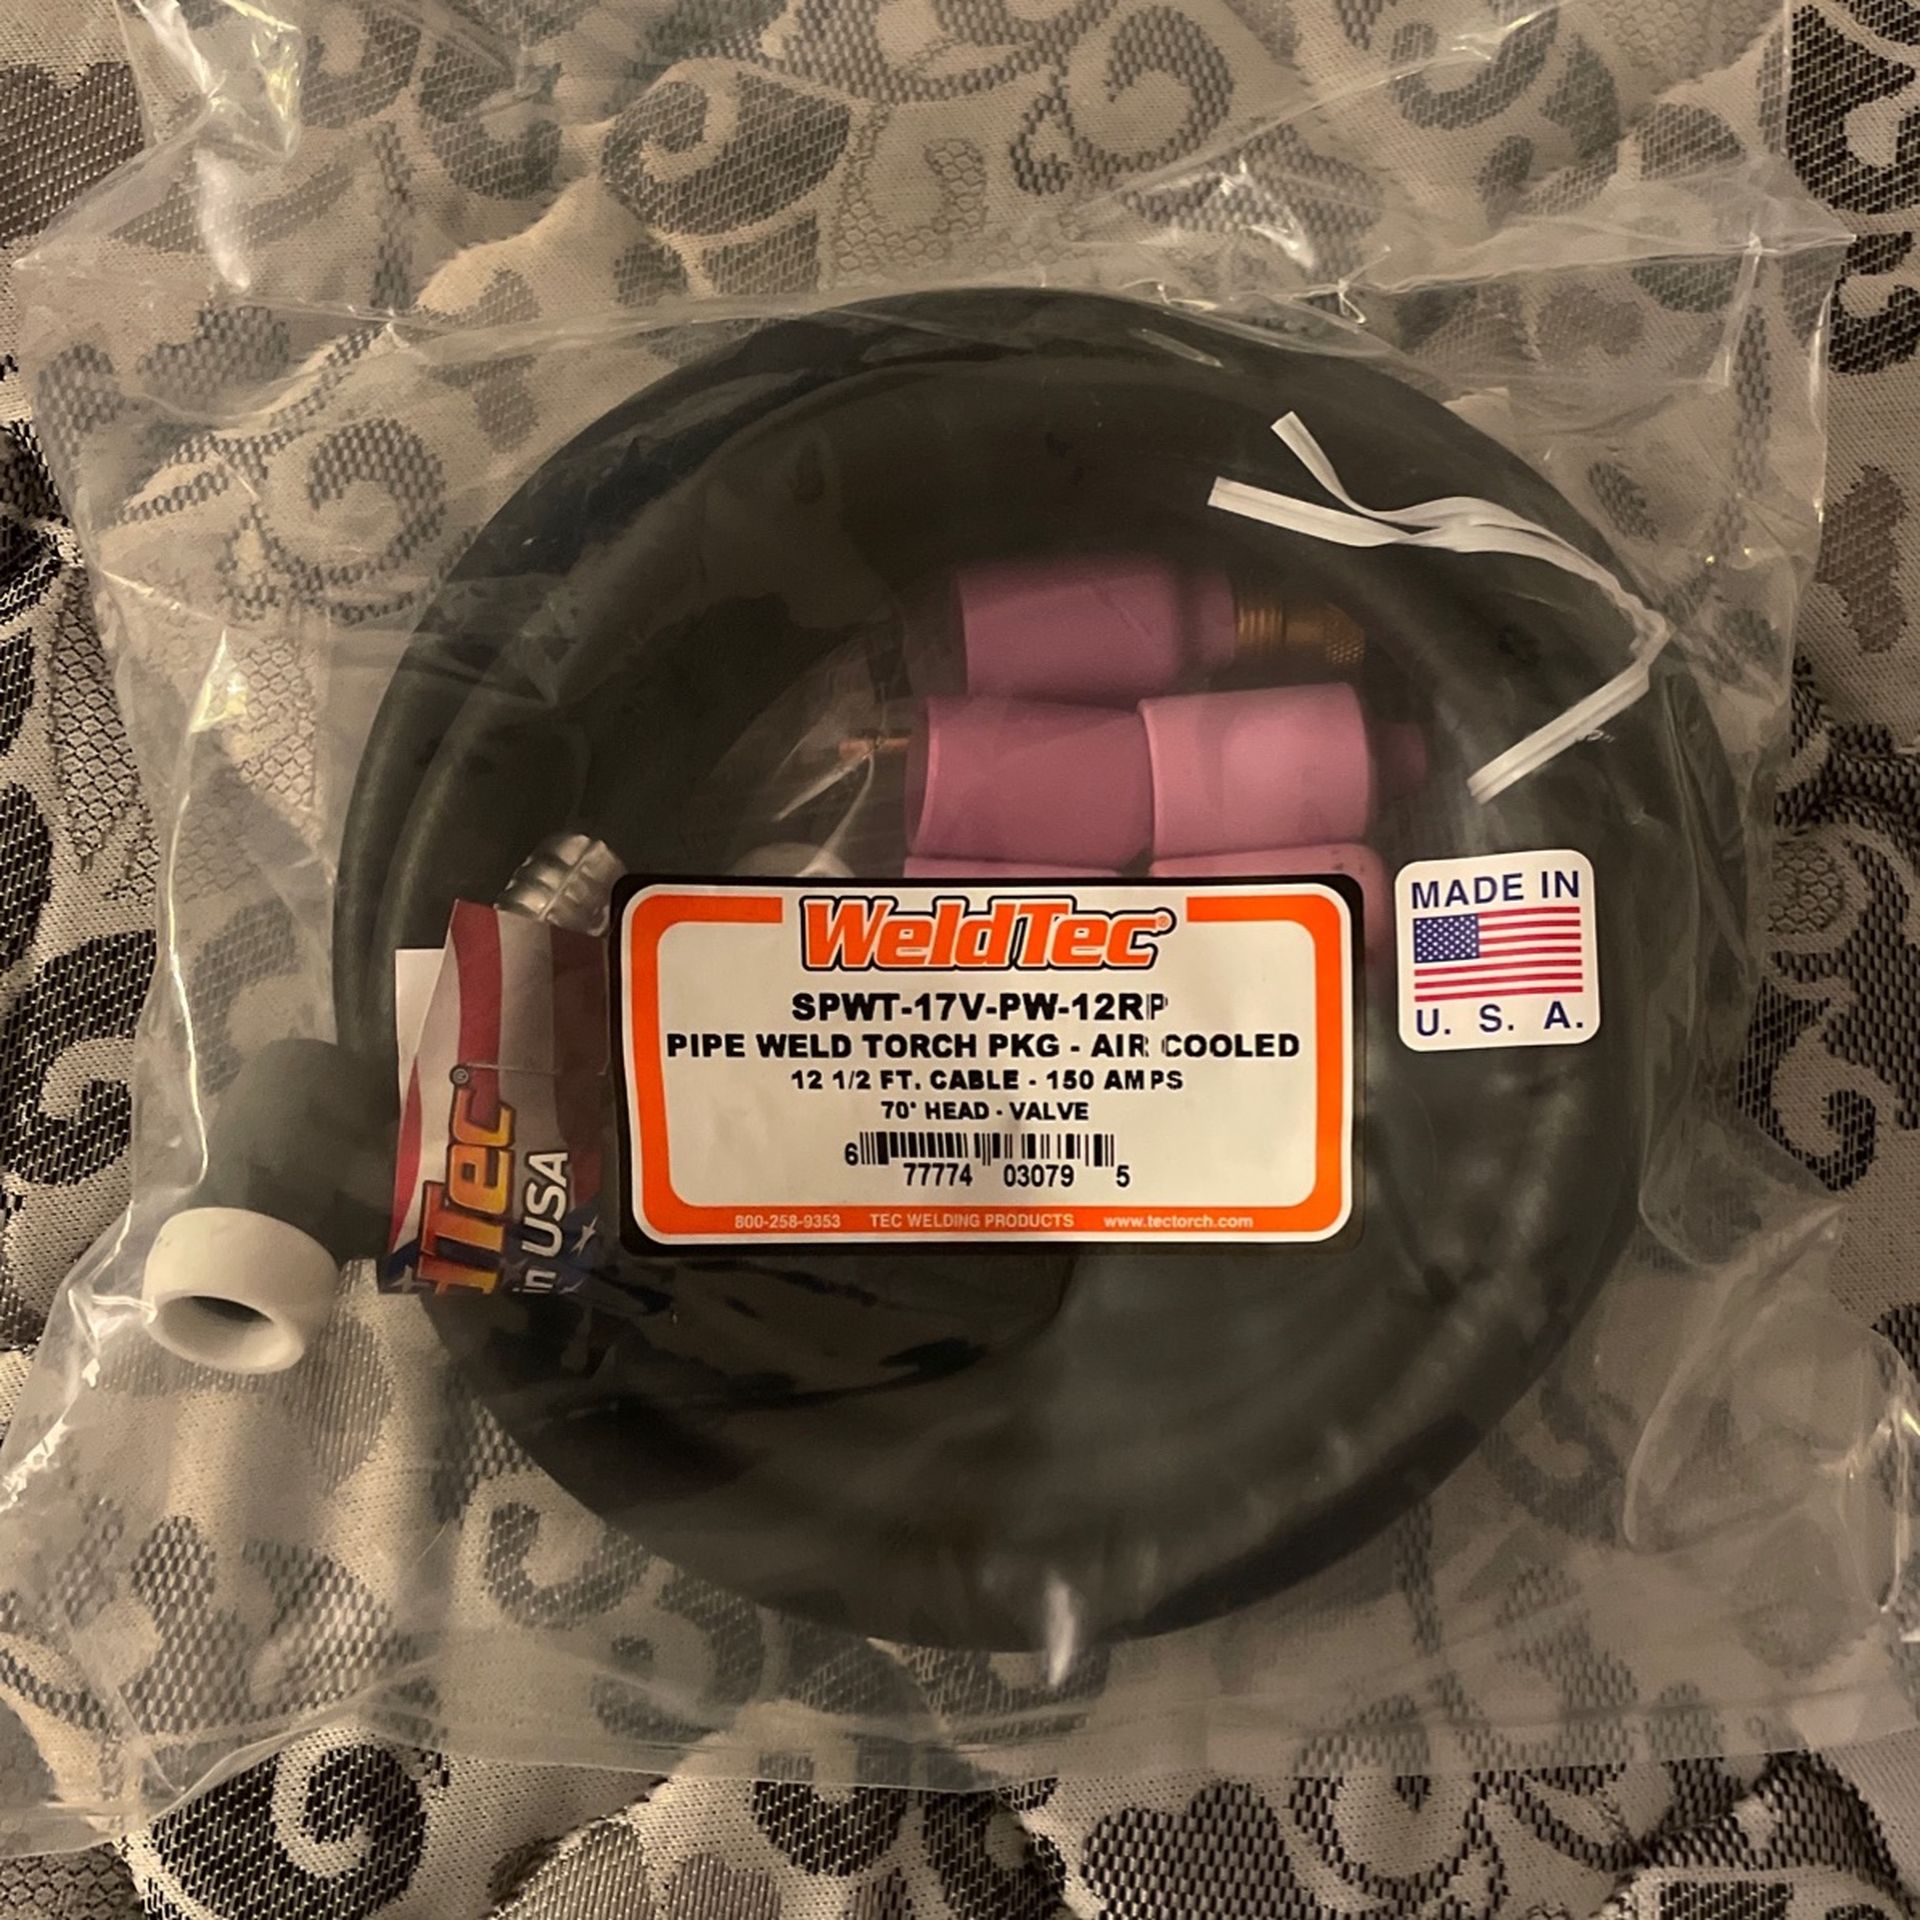 WeldTec®
SPWT-17V-PW-12RP
PIPE WELD TORCH PKG - AIR COOLED
12 1/2 FT. CABLE - 150 AMPS
70° HEAD - VALVE
6 77774 03079 5
800-258-9353 TEC WELDING PRODUCTS www.tectorch.com
MADE IN
U. S. A.
Tec
in USA